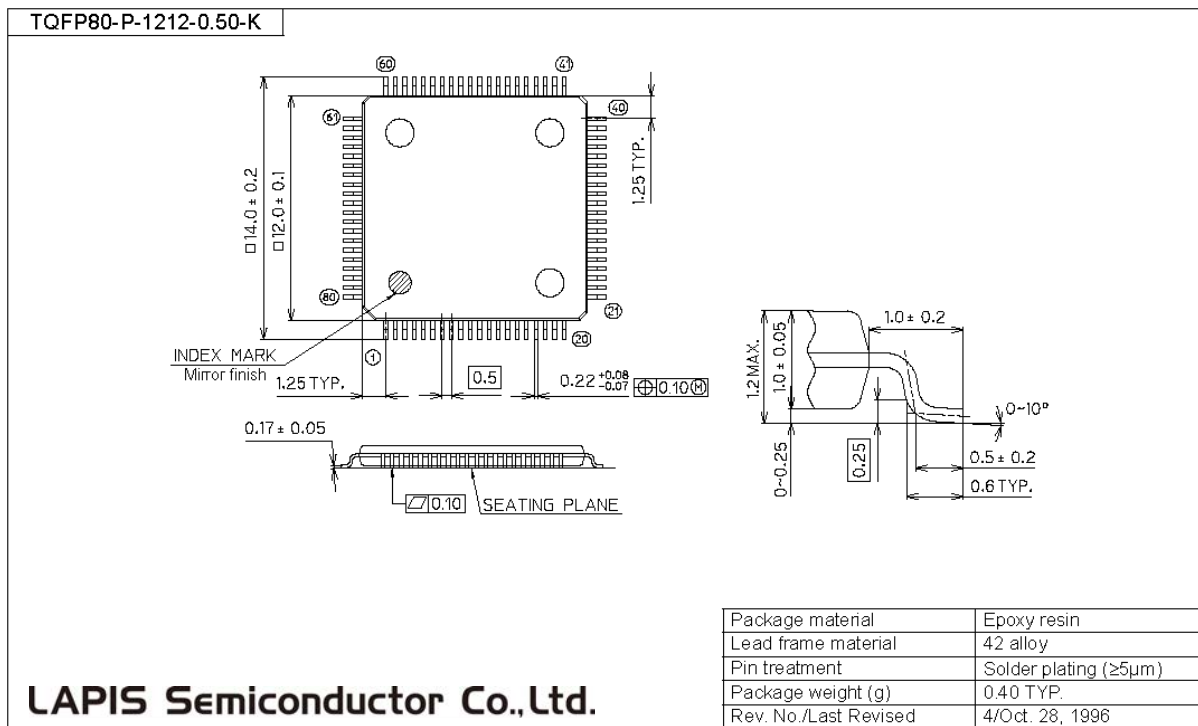 TQFP80-P-1212-0.50-K
60
41
61
40
□14.0 ± 0.2
□12.0 ± 0.1
1.25 TYP.
80
21
1
20
INDEX MARK
Mirror finish
1.25 TYP.
0.5
0.22 +0.08 -0.07
⌖ 0.10 Ⓜ
0.17 ± 0.05
▱ 0.10
SEATING PLANE
1.2 MAX.
1.0 ± 0.05
1.0 ± 0.2
0~10°
0~0.25
0.25
0.5 ± 0.2
0.6 TYP.
Package material Epoxy resin
Lead frame material 42 alloy
Pin treatment Solder plating (≥5µm)
Package weight (g) 0.40 TYP.
Rev. No./Last Revised 4/Oct. 28, 1996
LAPIS Semiconductor Co.,Ltd.